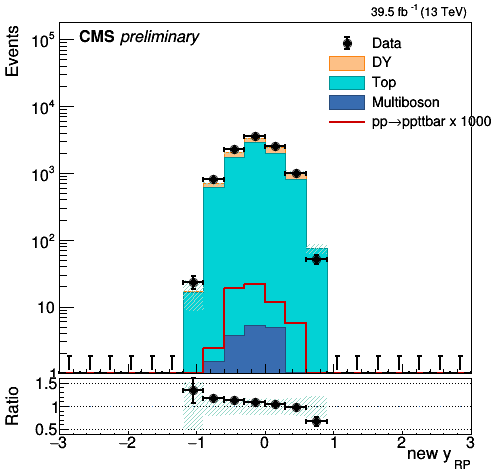 39.5 fb⁻¹ (13 TeV)
CMS preliminary
Events
10⁵
10⁴
10³
10²
10
1
Data
DY
Top
Multiboson
pp→ppttbar x 1000
Ratio
1.5
1
0.5
−3 −2 −1 0 1 2 3
new y_RP